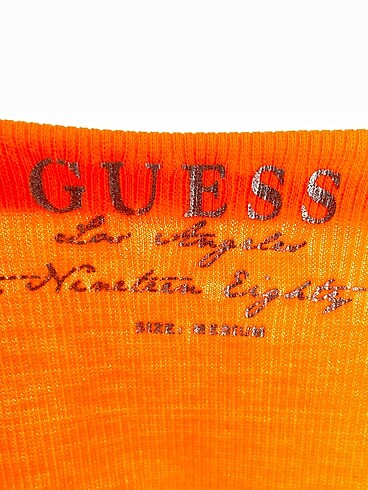 GUESS
Los Angeles
Nineteen Eighty
SIZE: MEDIUM